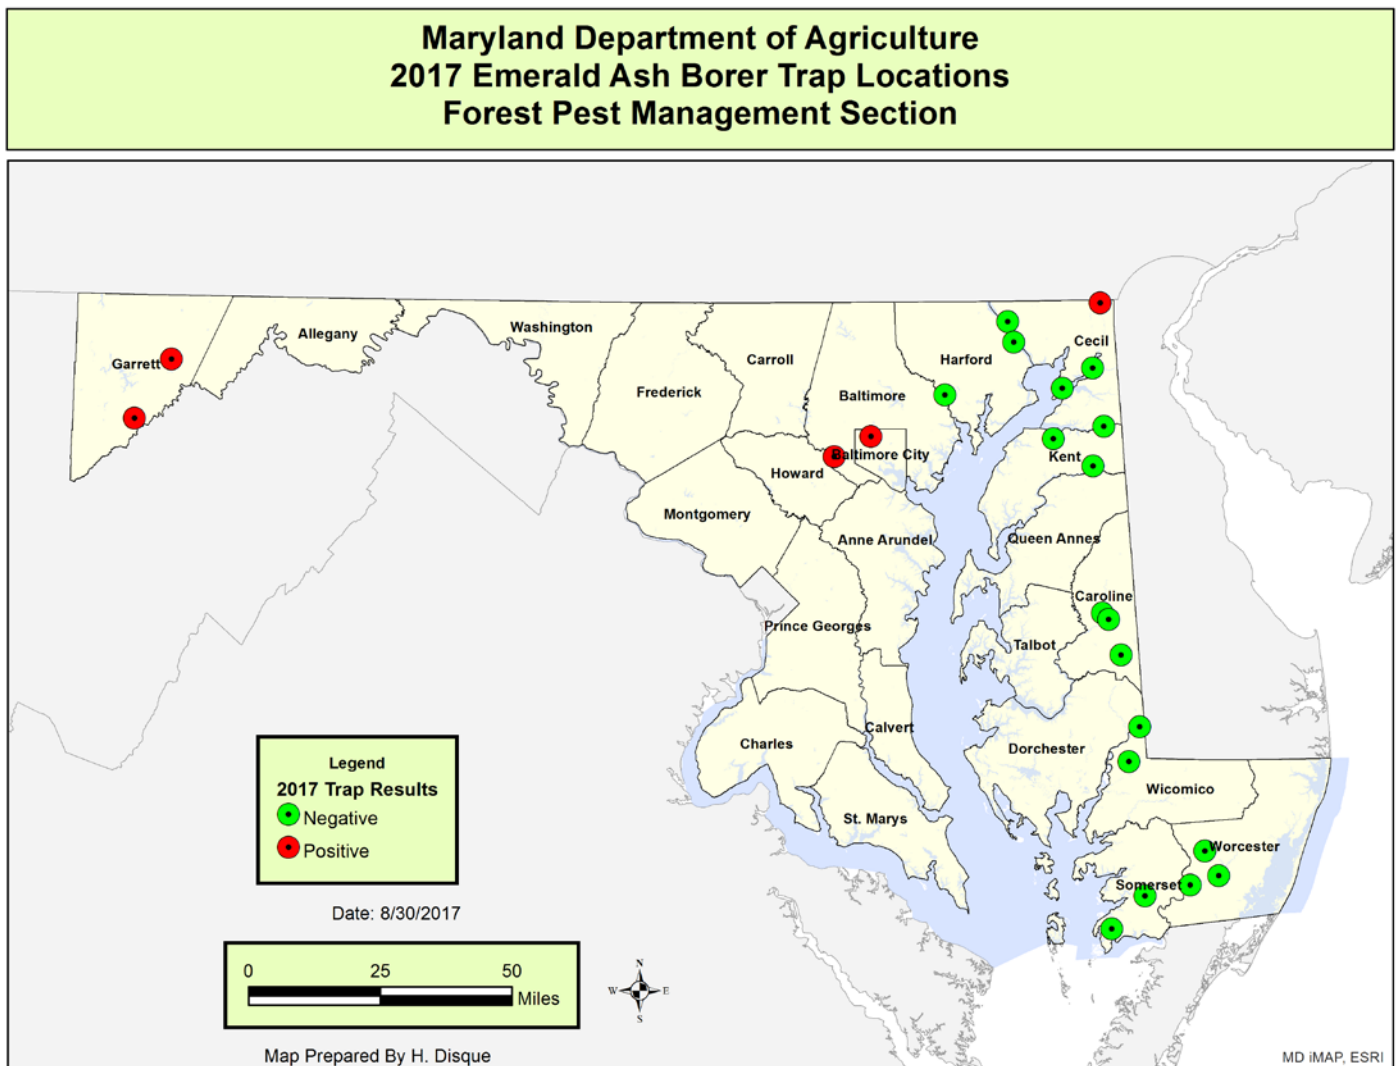 Maryland Department of Agriculture
2017 Emerald Ash Borer Trap Locations
Forest Pest Management Section
Garrett
Allegany
Washington
Frederick
Carroll
Baltimore
Harford
Cecil
Baltimore City
Howard
Kent
Montgomery
Anne Arundel
Queen Annes
Caroline
Prince Georges
Talbot
Calvert
Charles
Dorchester
Wicomico
St. Marys
Worcester
Somerset
Legend
2017 Trap Results
Negative
Positive
Date: 8/30/2017
0 25 50
Miles
N
W E
S
Map Prepared By H. Disque
MD iMAP, ESRI